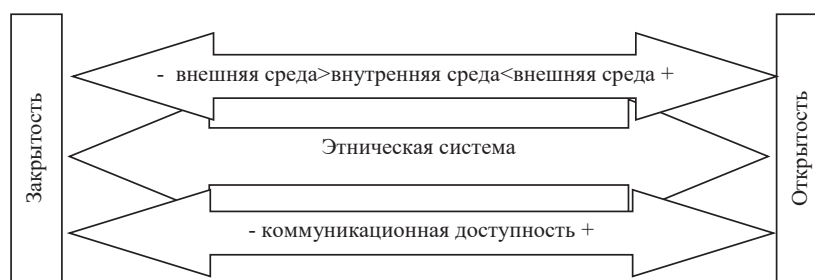 Закрытость
- внешняя среда>внутренняя среда<внешняя среда +
Этническая система
- коммуникационная доступность +
Открытость